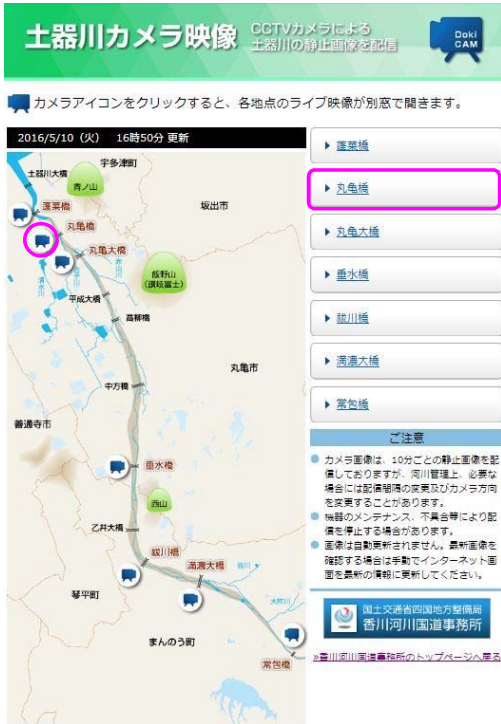 土器川カメラ映像
CCTVカメラによる
土器川の静止画像を配信
Doki
CAM
カメラアイコンをクリックすると、各地点のライブ映像が別窓で開きます。
2016/5/10（火） 16時50分 更新
宇多津町
土器川大橋
青ノ山
蓬莱橋
坂出市
丸亀橋
丸亀大橋
飯野山
（讃岐富士）
平成大橋
高柳橋
丸亀市
中方橋
善通寺市
垂水橋
西山
乙井大橋
祓川橋
満濃大橋
琴平町
まんのう町
常包橋
蓬莱橋
丸亀橋
丸亀大橋
垂水橋
祓川橋
満濃大橋
常包橋
ご注意
カメラ画像は、10分ごとの静止画像を配
信しておりますが、河川管理上、必要な
場合には配信間隔の変更及びカメラ方向
を変更することがあります。
機器のメンテナンス、不具合等により配
信を停止する場合があります。
画像は自動更新されません。最新画像を
確認する場合は手動でインターネット画
面を最新の情報に更新してください。
国土交通省四国地方整備局
香川河川国道事務所
»香川河川国道事務所のトップページへ戻る